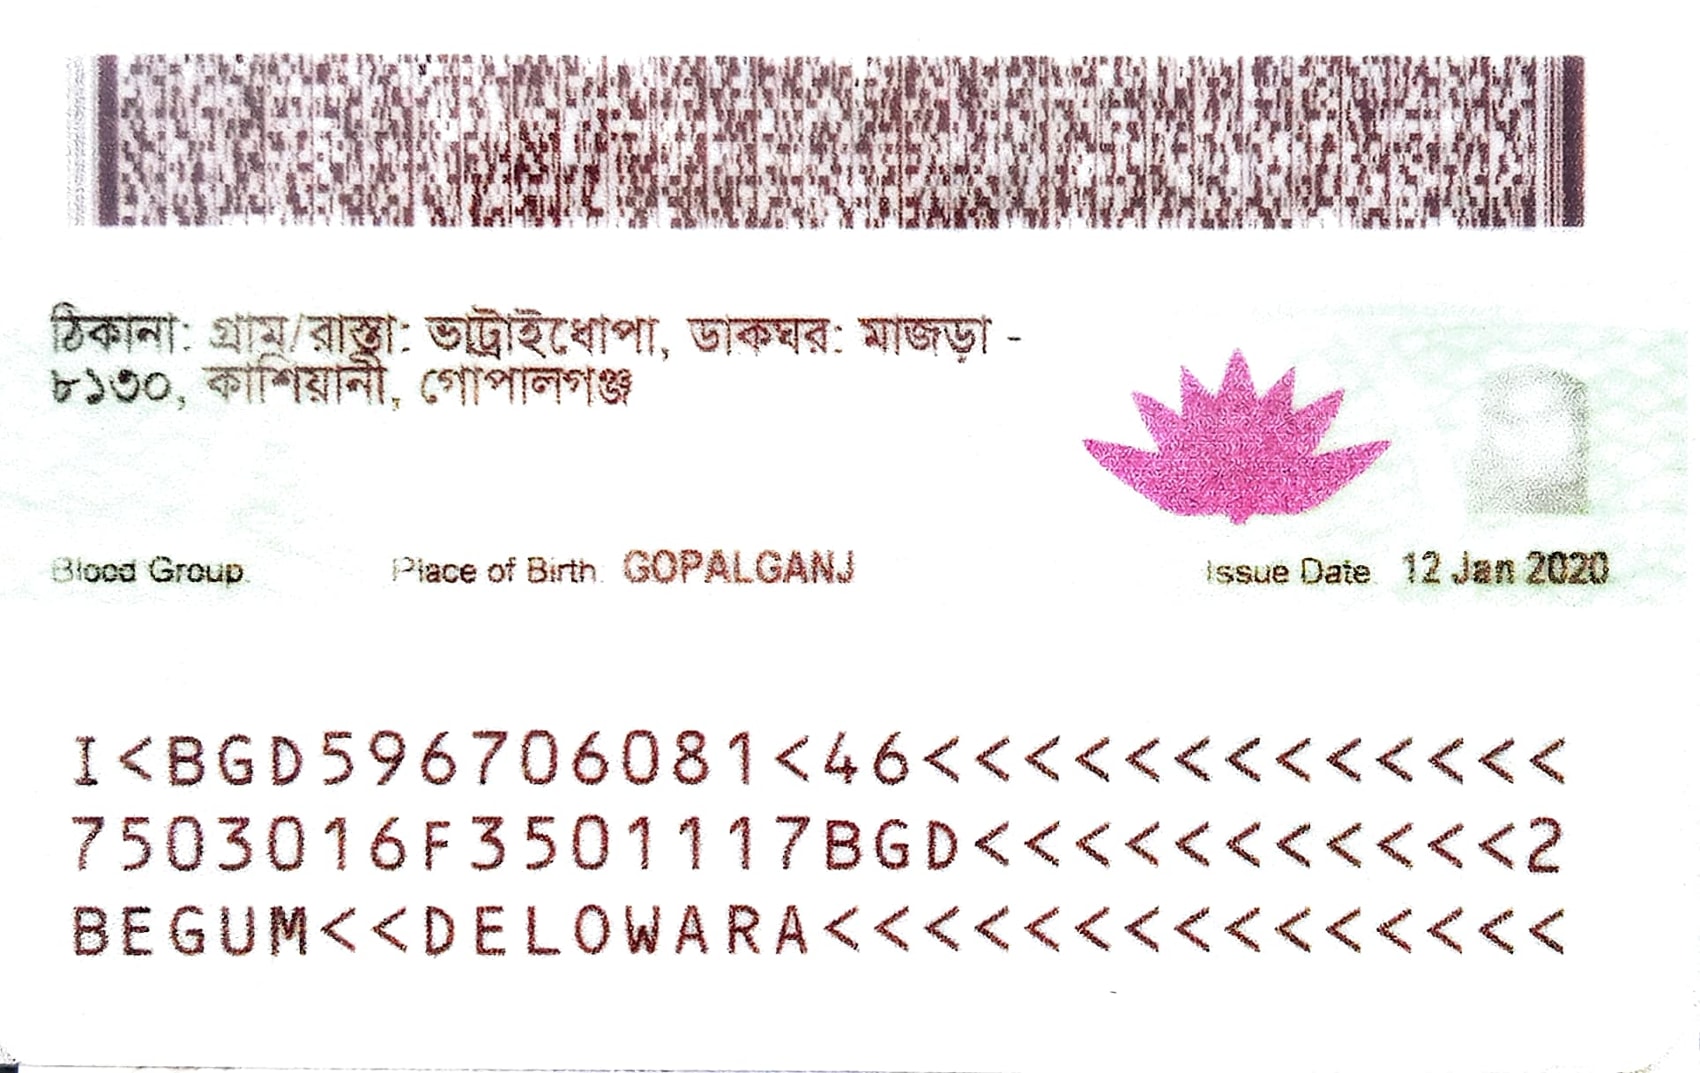 ঠিকানা: গ্রাম/রাস্তা: ভাট্রাইধোপা, ডাকঘর: মাজড়া -
৮১৩০, কাশিয়ানী, গোপালগঞ্জ
Blood Group Place of Birth GOPALGANJ Issue Date 12 Jan 2020
I<BGD596706081<46<<<<<<<<<<<<<
7503016F3501117BGD<<<<<<<<<<<2
BEGUM<<DELOWARA<<<<<<<<<<<<<<<